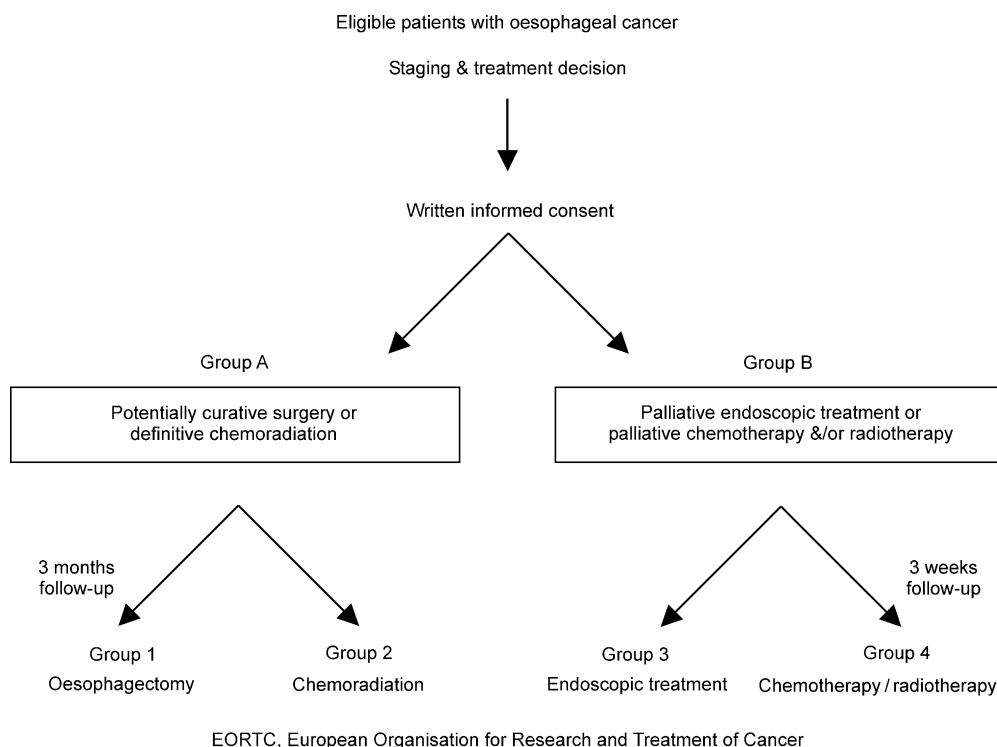 Eligible patients with oesophageal cancer
Staging & treatment decision
Written informed consent
Group A
Potentially curative surgery or
definitive chemoradiation
Group B
Palliative endoscopic treatment or
palliative chemotherapy &/or radiotherapy
3 months
follow-up
3 weeks
follow-up
Group 1
Oesophagectomy
Group 2
Chemoradiation
Group 3
Endoscopic treatment
Group 4
Chemotherapy / radiotherapy
EORTC, European Organisation for Research and Treatment of Cancer